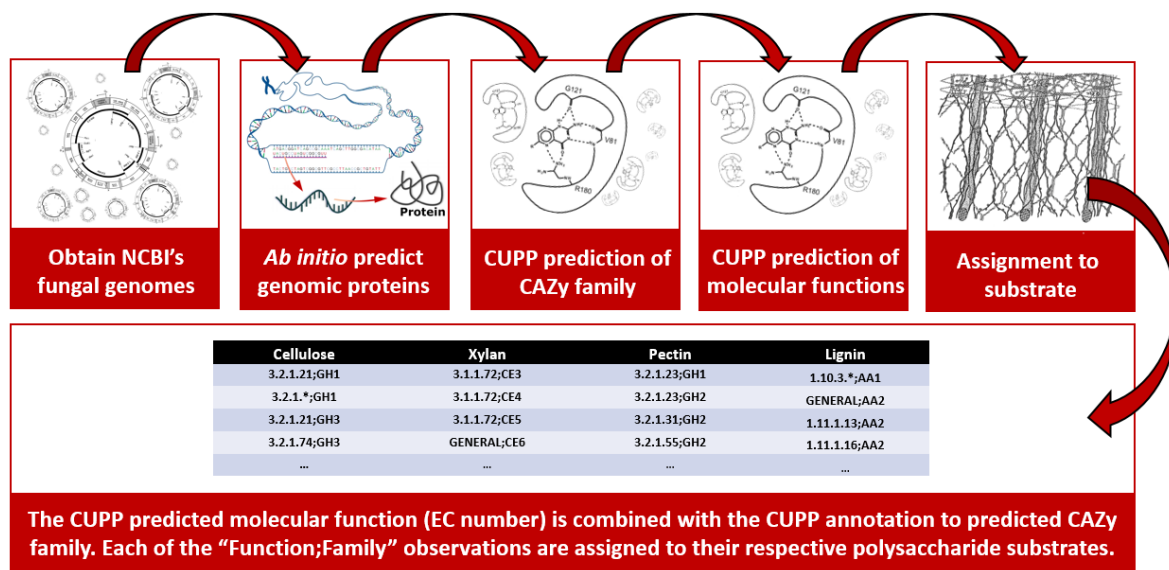 G121
V81
R180
Protein
G121
V81
R180
Obtain NCBI's
fungal genomes
Ab initio predict
genomic proteins
CUPP prediction of
CAZy family
CUPP prediction of
molecular functions
Assignment to
substrate
Cellulose Xylan Pectin Lignin
3.2.1.21;GH1 3.1.1.72;CE3 3.2.1.23;GH1 1.10.3.*;AA1
3.2.1.*;GH1 3.1.1.72;CE4 3.2.1.23;GH2 GENERAL;AA2
3.2.1.21;GH3 3.1.1.72;CE5 3.2.1.31;GH2 1.11.1.13;AA2
3.2.1.74;GH3 GENERAL;CE6 3.2.1.55;GH2 1.11.1.16;AA2
... ... ... ...
The CUPP predicted molecular function (EC number) is combined with the CUPP annotation to predicted CAZy
family. Each of the “Function;Family” observations are assigned to their respective polysaccharide substrates.